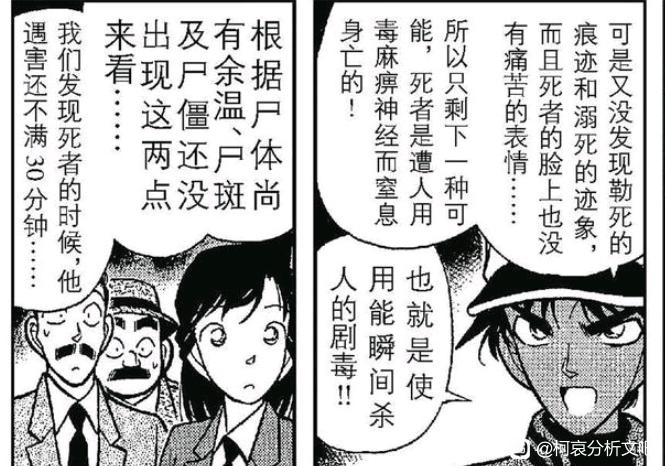 可是又没发现勒死的
痕迹和溺死的迹象，
而且死者的脸上也没
有痛苦的表情……
所以只剩下一种可
能，死者是遭人用
毒麻痹神经而窒息
身亡的！
也就是使
用能瞬间杀
人的剧毒!!
根据尸体尚
有余温、尸斑
及尸僵还没
出现这两点
来看……
我们发现死者的时候，他
遇害还不满30分钟……
@柯哀分析文吧